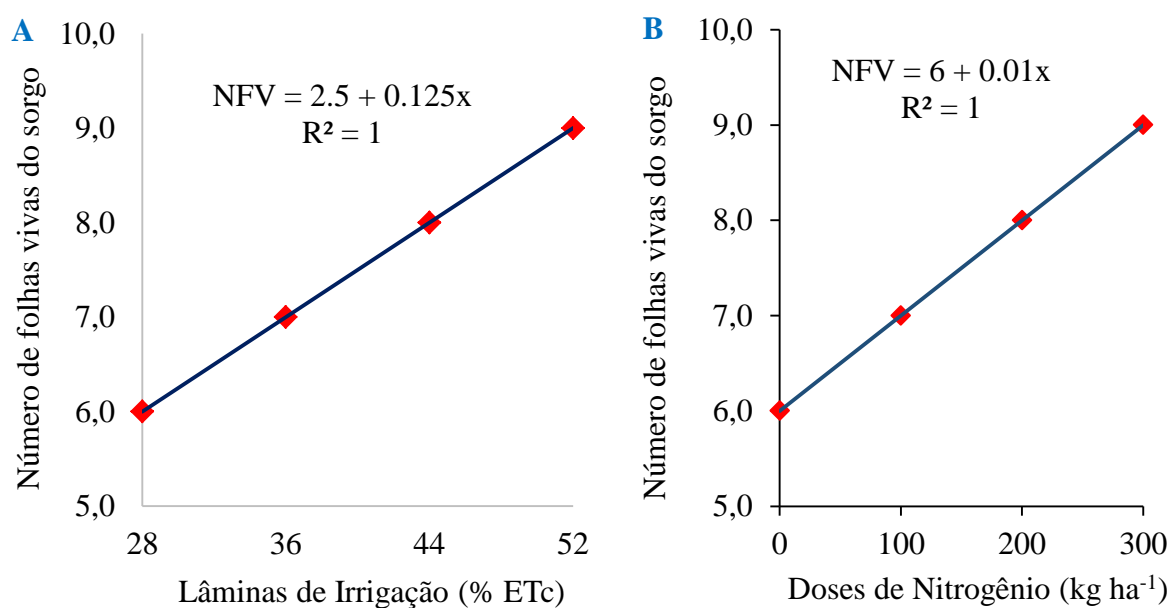 A
Número de folhas vivas do sorgo
10,0
9,0
8,0
7,0
6,0
5,0
NFV = 2.5 + 0.125x
R² = 1
28 36 44 52
Lâminas de Irrigação (% ETc)
B
Número de folhas vivas do sorgo
10,0
9,0
8,0
7,0
6,0
5,0
NFV = 6 + 0.01x
R² = 1
0 100 200 300
Doses de Nitrogênio (kg ha⁻¹)